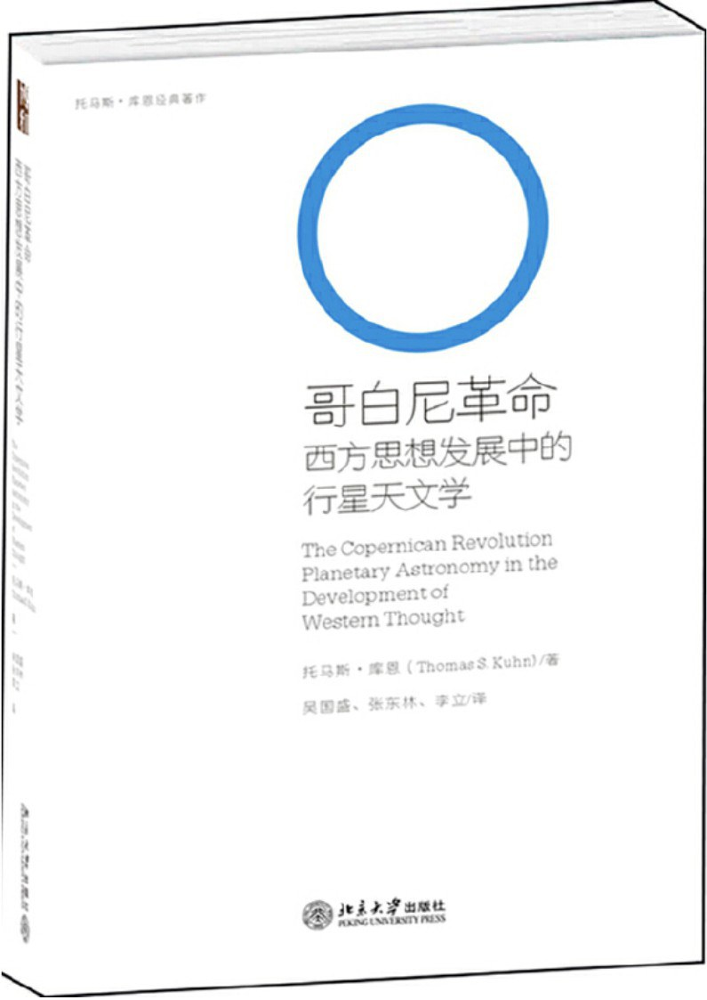 托马斯·库恩经典著作
哥白尼革命
西方思想发展中的
行星天文学
The Copernican Revolution
Planetary Astronomy in the
Development of
Western Thought
托马斯·库恩 (Thomas S. Kuhn)/著
吴国盛、张东林、李立/译
北京大学出版社
POKING UNIVERSITY PRESS
哥白尼革命
西方思想发展中的行星天文学
北京大学出版社